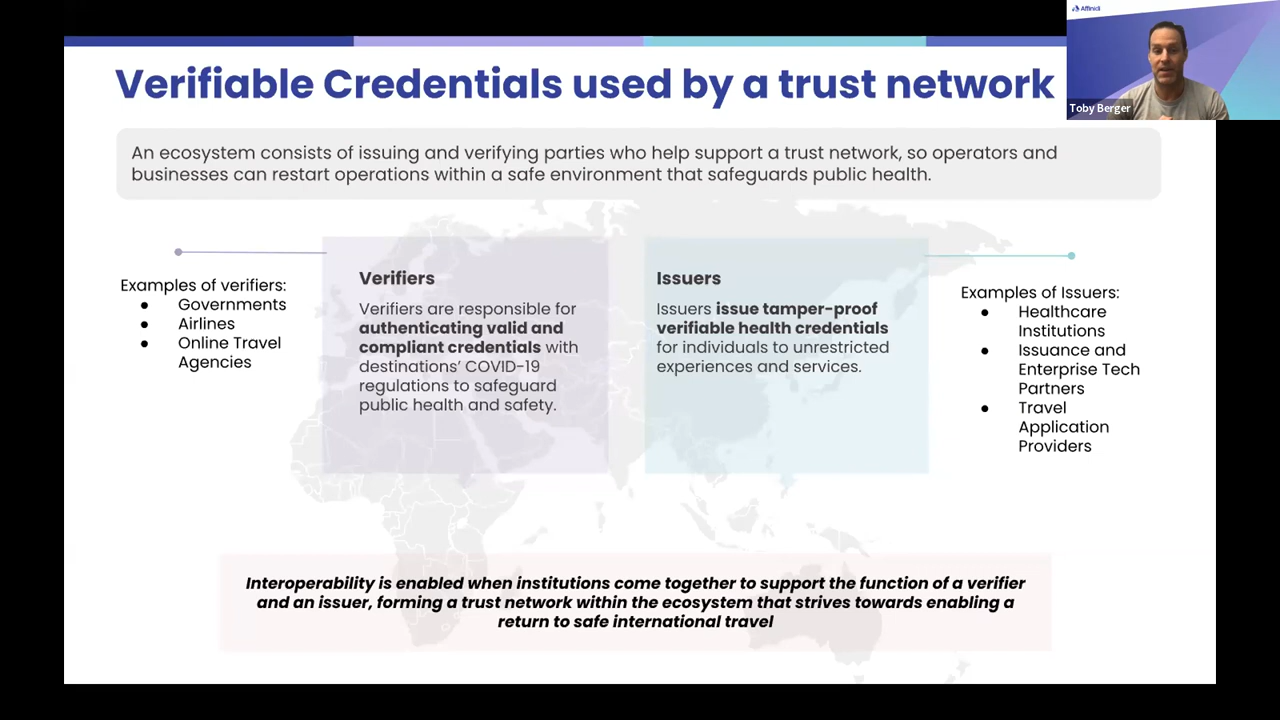 Affinidi
Verifiable Credentials used by a trust network
Toby Berger
An ecosystem consists of issuing and verifying parties who help support a trust network, so operators and
businesses can restart operations within a safe environment that safeguards public health.
Examples of verifiers:
● Governments
● Airlines
● Online Travel
Agencies
Verifiers
Verifiers are responsible for
authenticating valid and
compliant credentials with
destinations’ COVID-19
regulations to safeguard
public health and safety.
Issuers
Issuers issue tamper-proof
verifiable health credentials
for individuals to unrestricted
experiences and services.
Examples of Issuers:
● Healthcare
Institutions
● Issuance and
Enterprise Tech
Partners
● Travel
Application
Providers
Interoperability is enabled when institutions come together to support the function of a verifier
and an issuer, forming a trust network within the ecosystem that strives towards enabling a
return to safe international travel